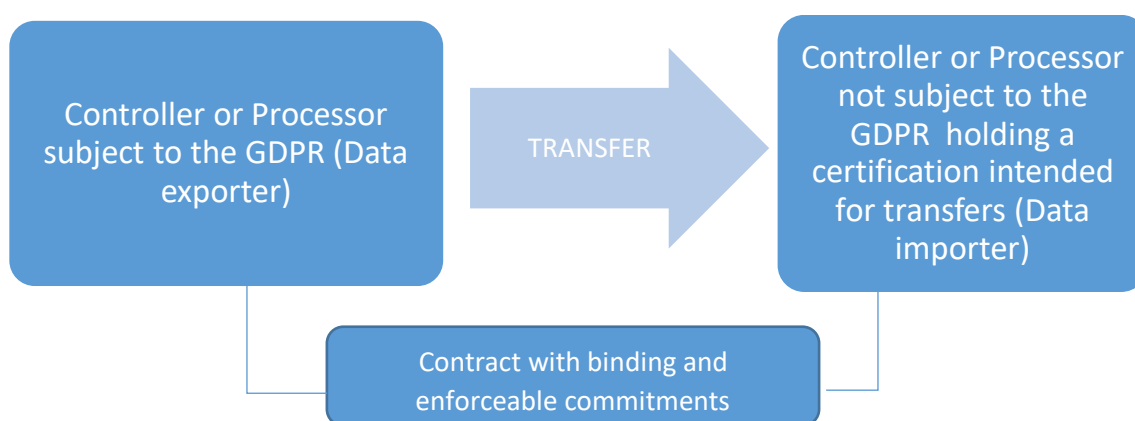 Controller or Processor
subject to the GDPR (Data
exporter)
TRANSFER
Controller or Processor
not subject to the
GDPR  holding a
certification intended
for transfers (Data
importer)
Contract with binding and
enforceable commitments